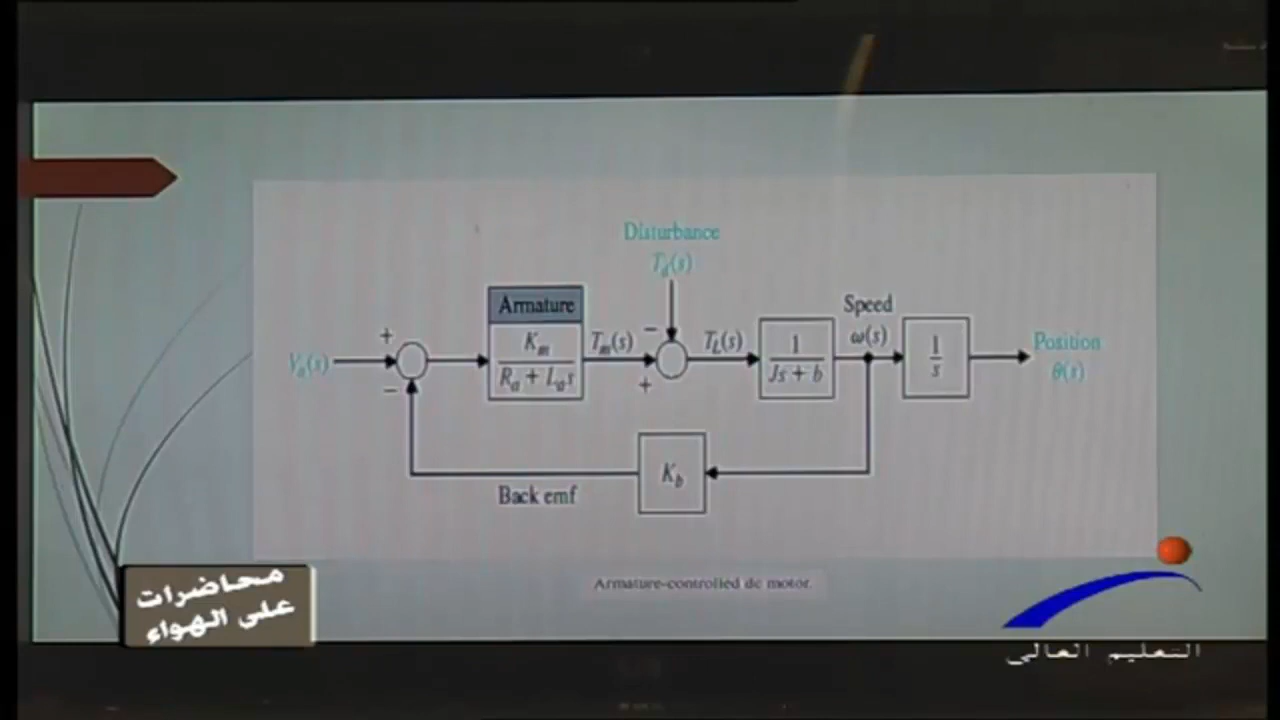 Disturbance
T_d(s)
Armature
Speed
+
K_m
T_m(s)
−
T_L(s)
1
ω(s)
1
Position
V_a(s)
R_a + L_a s
Js + b
s
θ(s)
−
+
K_b
Back emf
Armature-controlled dc motor.
محاضرات
على الهواء
التعليم العالى